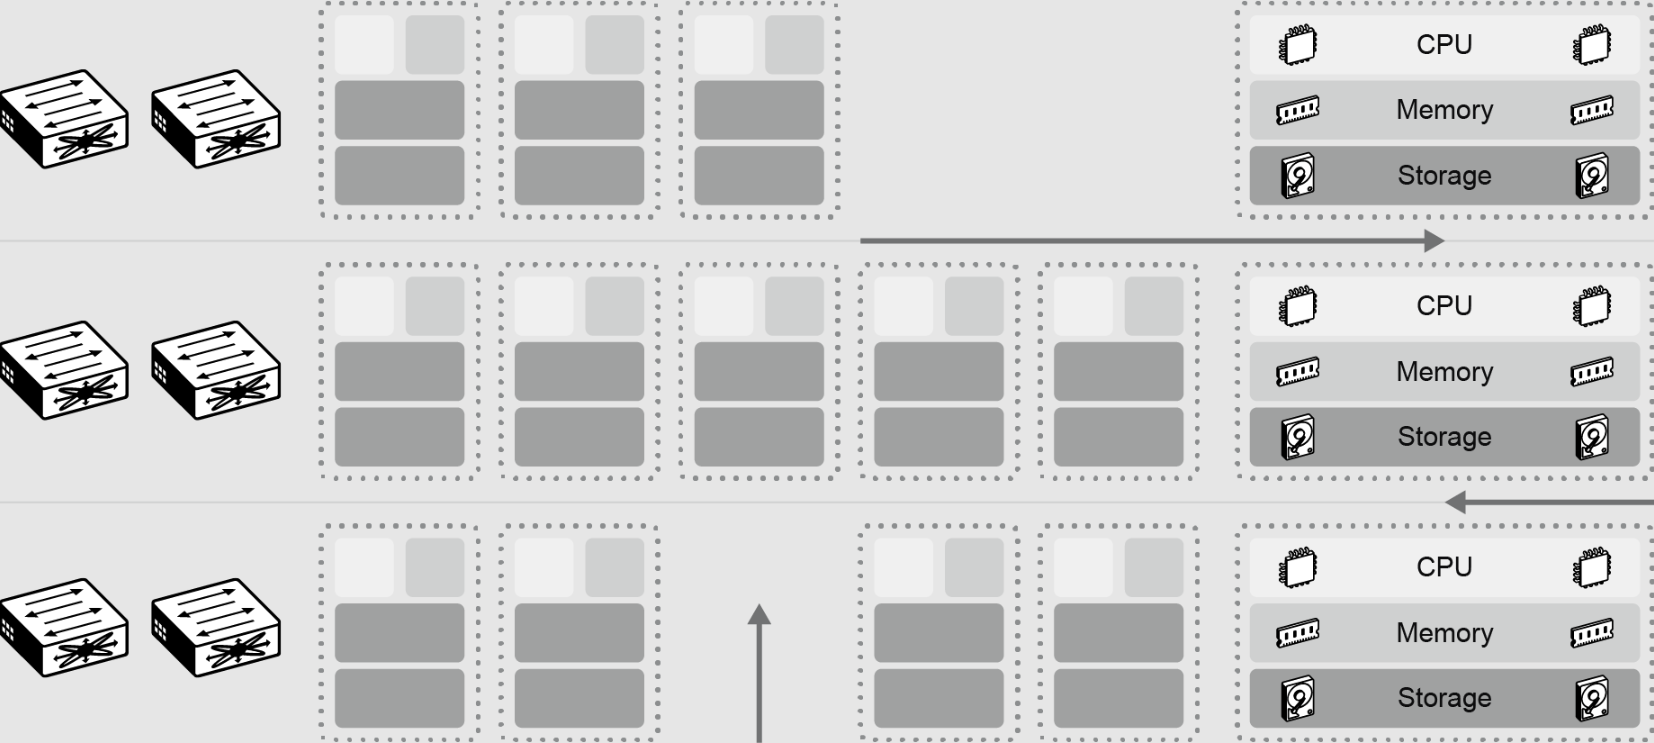 CPU
Memory
Storage
CPU
Memory
Storage
CPU
Memory
Storage